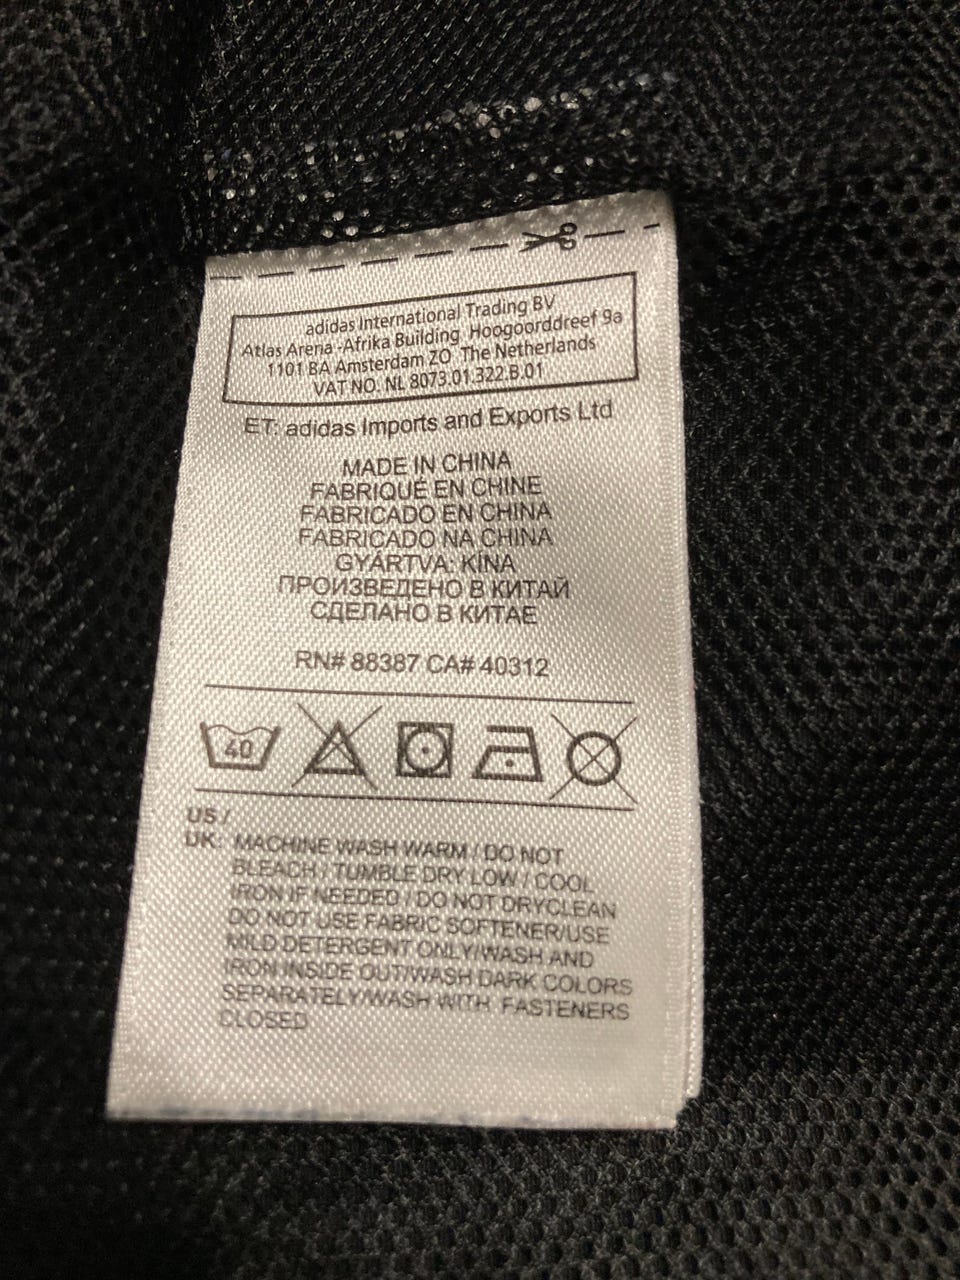 adidas International Trading BV
Atlas Arena -Afrika Building Hoogoorddreef 9a
1101 BA Amsterdam ZO The Netherlands
VAT NO. NL 8073.01.322.B.01
ET: adidas Imports and Exports Ltd
MADE IN CHINA
FABRIQUÉ EN CHINE
FABRICADO EN CHINA
FABRICADO NA CHINA
GYÁRTVA: KÍNA
ПРОИЗВЕДЕНО В КИТАЙ
СДЕЛАНО В КИТАЕ
RN# 88387 CA# 40312
40
US /
UK: MACHINE WASH WARM / DO NOT
BLEACH / TUMBLE DRY LOW / COOL
IRON IF NEEDED / DO NOT DRYCLEAN
DO NOT USE FABRIC SOFTENER/USE
MILD DETERGENT ONLY/WASH AND
IRON INSIDE OUT/WASH DARK COLORS
SEPARATELY/WASH WITH FASTENERS
CLOSED